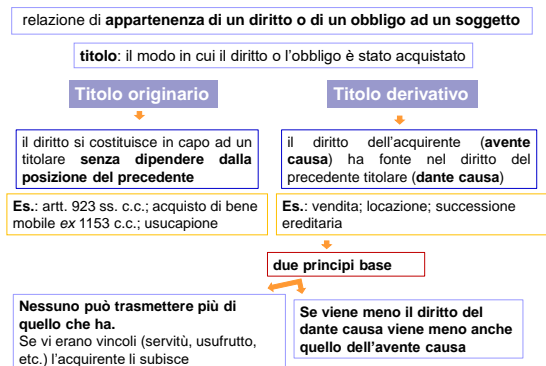 relazione di appartenenza di un diritto o di un obbligo ad un soggetto
titolo: il modo in cui il diritto o l'obbligo è stato acquistato
Titolo originario
Titolo derivativo
il diritto si costituisce in capo ad un
titolare senza dipendere dalla
posizione del precedente
il diritto dell'acquirente (avente
causa) ha fonte nel diritto del
precedente titolare (dante causa)
Es.: artt. 923 ss. c.c.; acquisto di bene
mobile ex 1153 c.c.; usucapione
Es.: vendita; locazione; successione
ereditaria
due principi base
Nessuno può trasmettere più di
quello che ha.
Se vi erano vincoli (servitù, usufrutto,
etc.) l'acquirente li subisce
Se viene meno il diritto del
dante causa viene meno anche
quello dell'avente causa